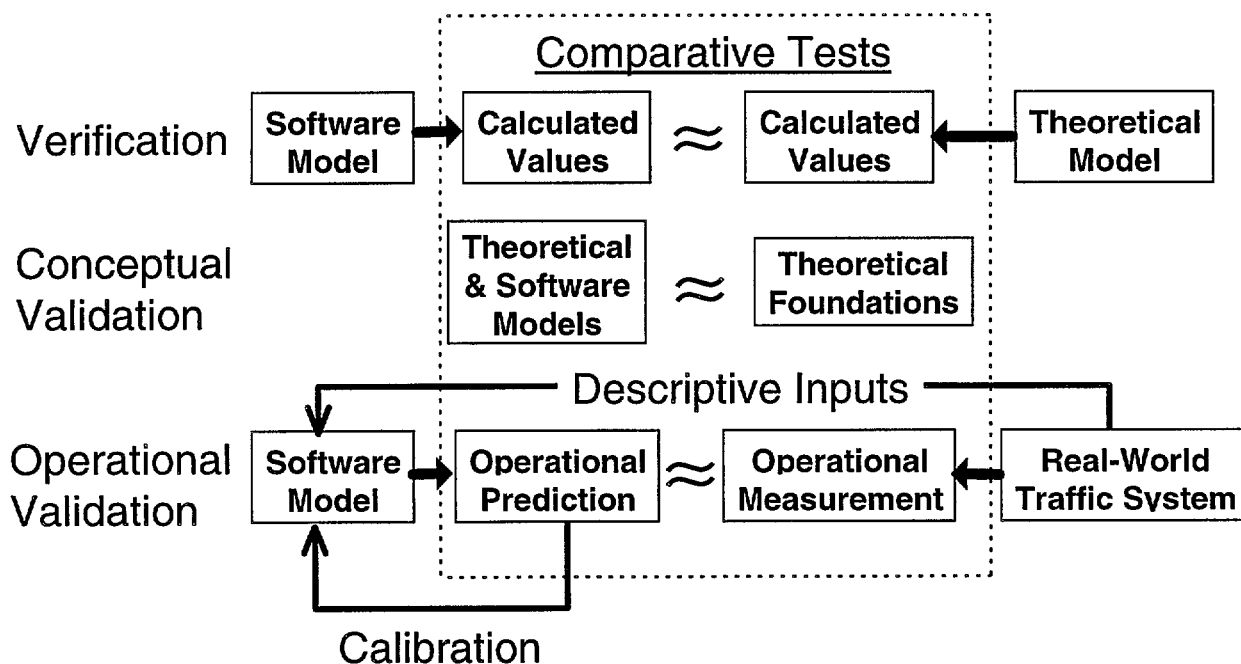 Comparative Tests
Verification
Software
Model
Calculated
Values
≈
Calculated
Values
Theoretical
Model
Conceptual
Validation
Theoretical
& Software
Models
≈
Theoretical
Foundations
Descriptive Inputs
Operational
Validation
Software
Model
Operational
Prediction
≈
Operational
Measurement
Real-World
Traffic System
Calibration